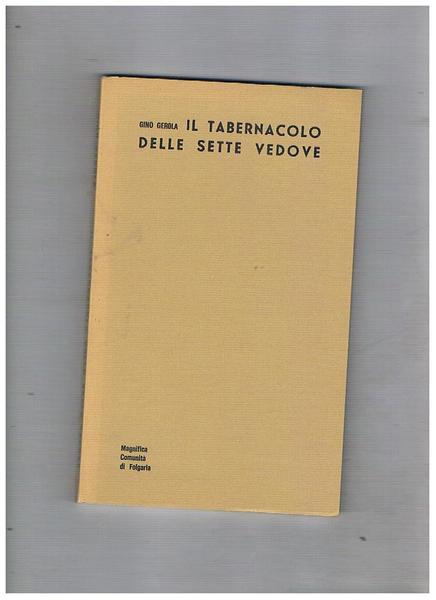 GINO GEROLA IL TABERNACOLO
DELLE SETTE VEDOVE
Magnifica
Comunità
di Folgaria